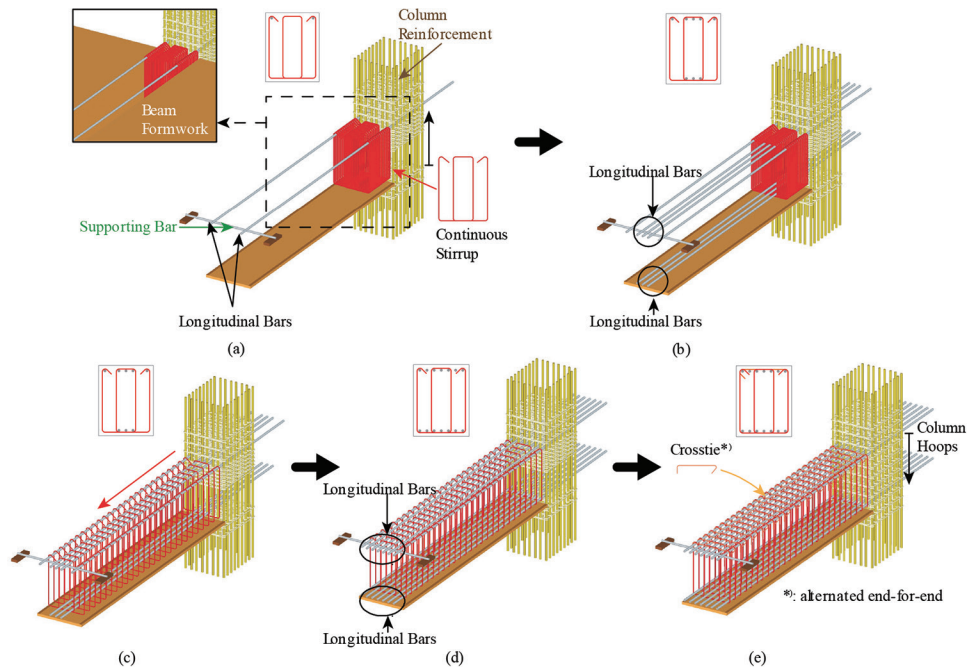 Column
Reinforcement
Beam
Formwork
Supporting Bar
Continuous
Stirrup
Longitudinal Bars
(a)
Longitudinal Bars
Longitudinal Bars
(b)
(c)
Longitudinal Bars
Longitudinal Bars
(d)
Crosstie*)
Column
Hoops
*): alternated end-for-end
(e)